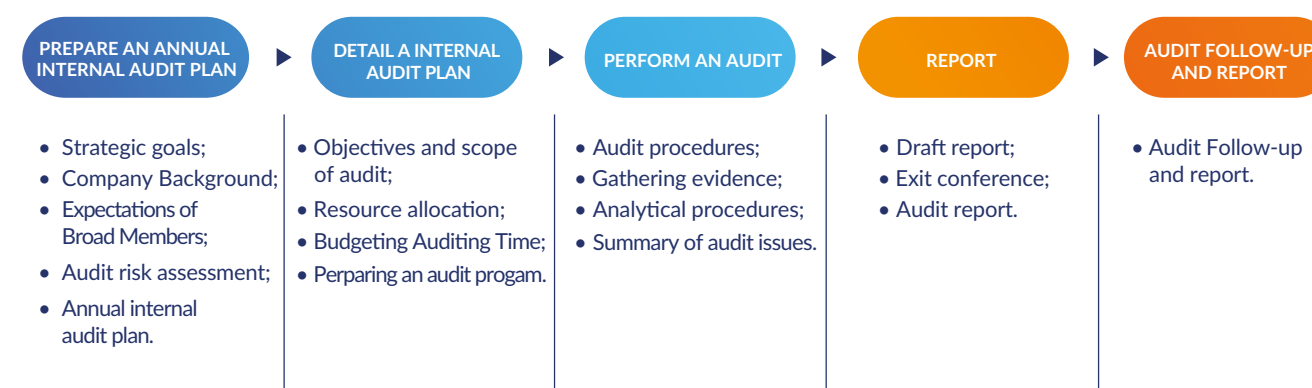 PREPARE AN ANNUAL
INTERNAL AUDIT PLAN
DETAIL A INTERNAL
AUDIT PLAN
PERFORM AN AUDIT
REPORT
AUDIT FOLLOW-UP
AND REPORT
• Strategic goals;
• Company Background;
• Expectations of
Broad Members;
• Audit risk assessment;
• Annual internal
audit plan.
• Objectives and scope
of audit;
• Resource allocation;
• Budgeting Auditing Time;
• Perparing an audit progam.
• Audit procedures;
• Gathering evidence;
• Analytical procedures;
• Summary of audit issues.
• Draft report;
• Exit conference;
• Audit report.
• Audit Follow-up
and report.